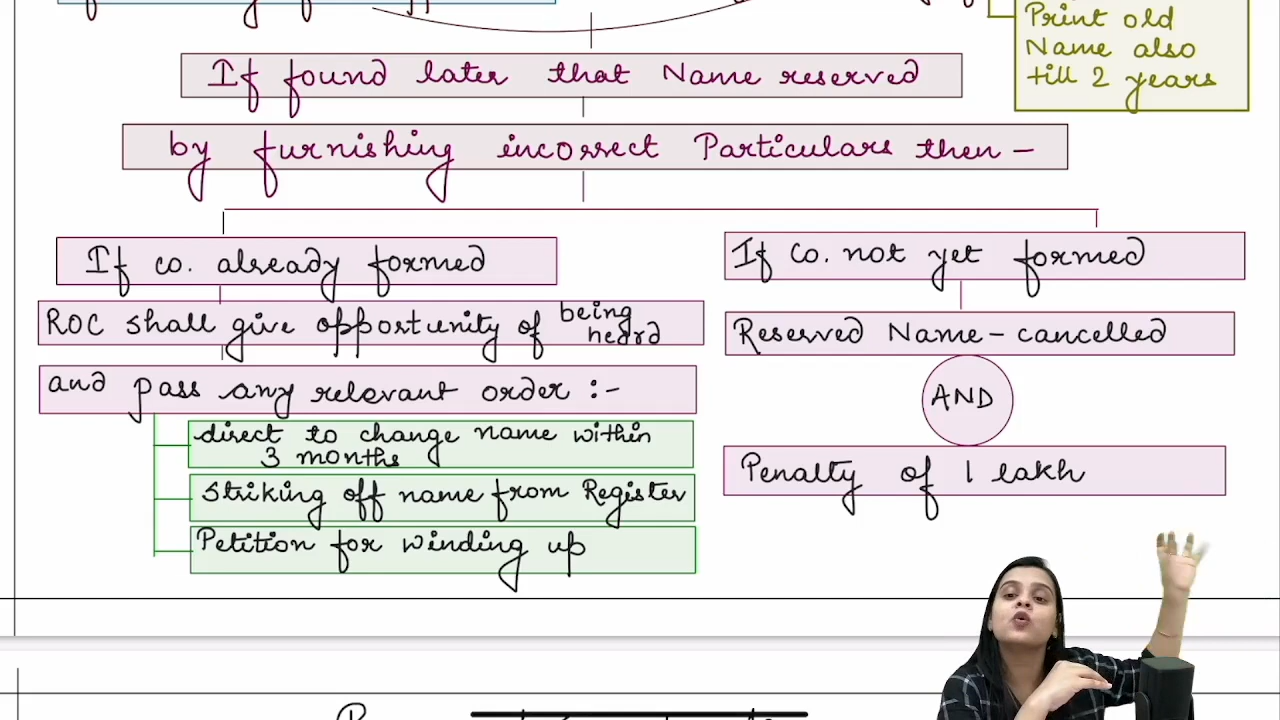 Print old
Name also
till 2 years
If found later that Name reserved
by furnishing incorrect Particulars then –
If co. already formed
ROC shall give opportunity of being heard
and pass any relevant order :-
direct to change name within
3 months
Striking off name from Register
Petition for winding up
If Co. not yet formed
Reserved Name – cancelled
AND
Penalty of 1 lakh